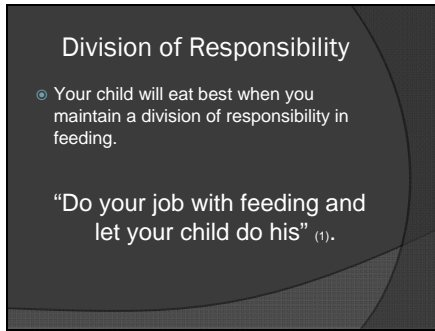 Division of Responsibility
Your child will eat best when you
maintain a division of responsibility in
feeding.
“Do your job with feeding and
let your child do his” (1).